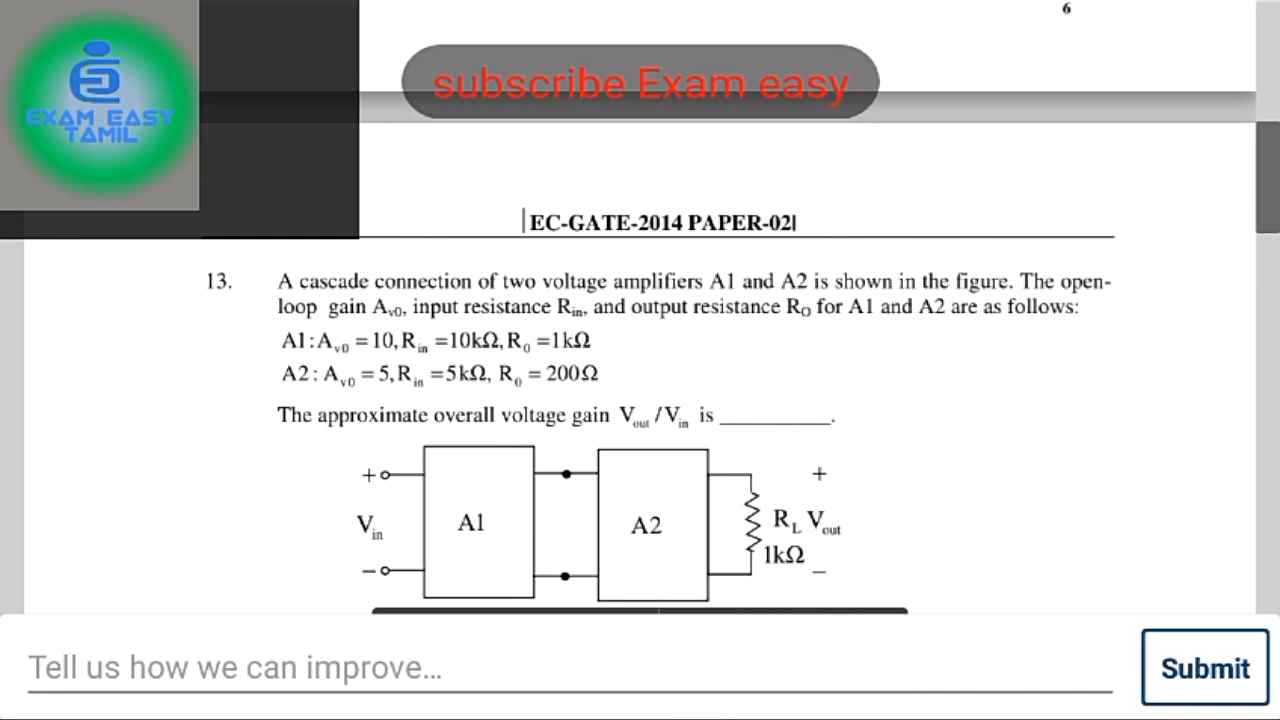 6
subscribe Exam easy
EXAM EASY
TAMIL
|EC-GATE-2014 PAPER-02|
13. A cascade connection of two voltage amplifiers A1 and A2 is shown in the figure. The open-
loop gain Av0, input resistance Rin, and output resistance RO for A1 and A2 are as follows:
A1: Av0 = 10, Rin =10kΩ, R0 =1kΩ
A2: Av0 = 5, Rin =5kΩ, R0 = 200Ω
The approximate overall voltage gain Vout / Vin is __________.
+ +
Vin A1 A2 RL Vout
1kΩ
– –
Tell us how we can improve...
Submit